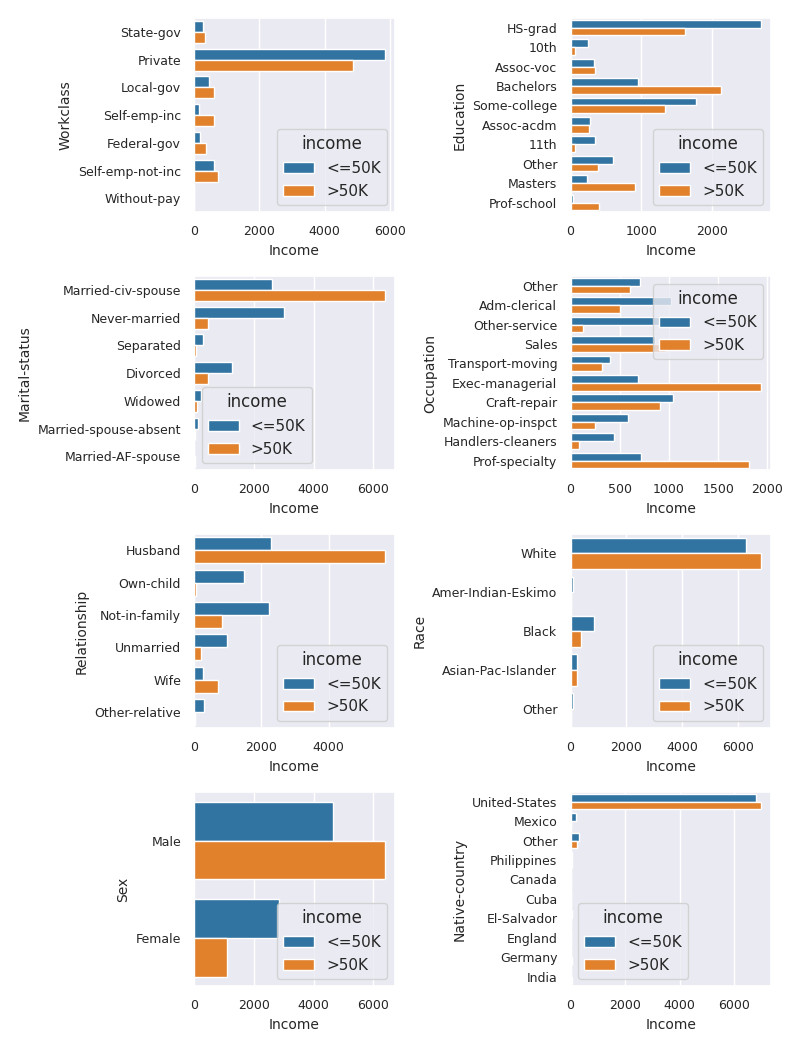 Workclass
State-gov
Private
Local-gov
Self-emp-inc
Federal-gov
Self-emp-not-inc
Without-pay
income
<=50K
>50K
0 2000 4000 6000
Income
Education
HS-grad
10th
Assoc-voc
Bachelors
Some-college
Assoc-acdm
11th
Other
Masters
Prof-school
income
<=50K
>50K
0 1000 2000
Income
Marital-status
Married-civ-spouse
Never-married
Separated
Divorced
Widowed
Married-spouse-absent
Married-AF-spouse
income
<=50K
>50K
0 2000 4000 6000
Income
Occupation
Other
Adm-clerical
Other-service
Sales
Transport-moving
Exec-managerial
Craft-repair
Machine-op-inspct
Handlers-cleaners
Prof-specialty
income
<=50K
>50K
0 500 1000 1500 2000
Income
Relationship
Husband
Own-child
Not-in-family
Unmarried
Wife
Other-relative
income
<=50K
>50K
0 2000 4000
Income
Race
White
Amer-Indian-Eskimo
Black
Asian-Pac-Islander
Other
income
<=50K
>50K
0 2000 4000 6000
Income
Sex
Male
Female
income
<=50K
>50K
0 2000 4000 6000
Income
Native-country
United-States
Mexico
Other
Philippines
Canada
Cuba
El-Salvador
England
Germany
India
income
<=50K
>50K
0 2000 4000 6000
Income